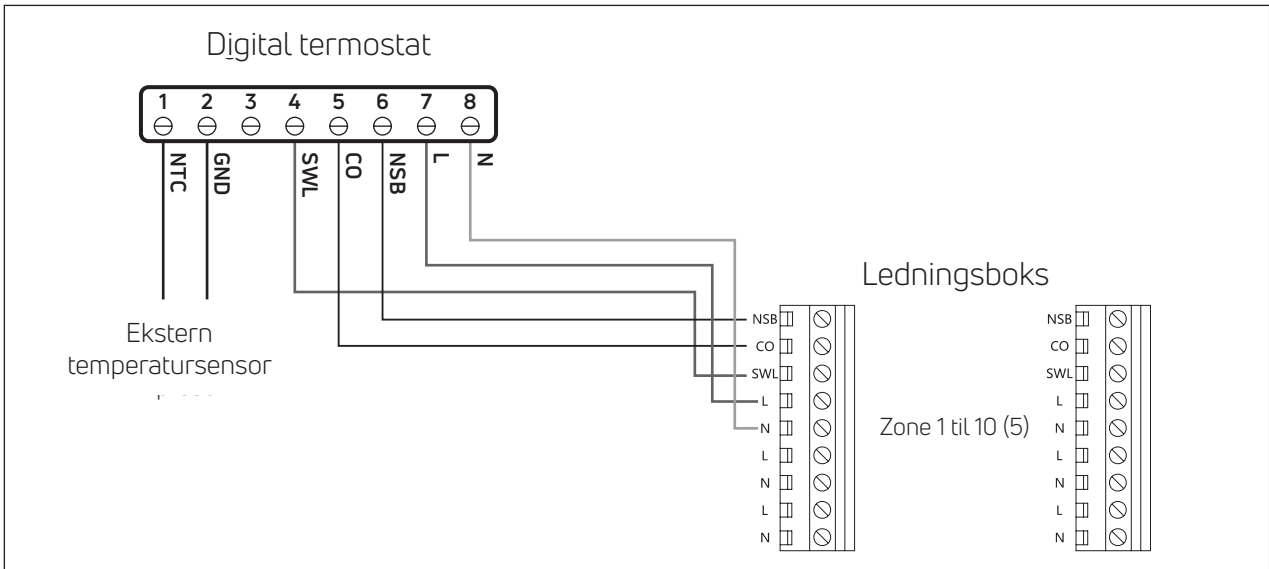 Digital termostat
1 2 3 4 5 6 7 8
NTC GND SWL CO NSB L N
Ekstern
temperatursensor
Ledningsboks
NSB
CO
SWL
L
N
L
N
L
N
Zone 1 til 10 (5)
NSB
CO
SWL
L
N
L
N
L
N